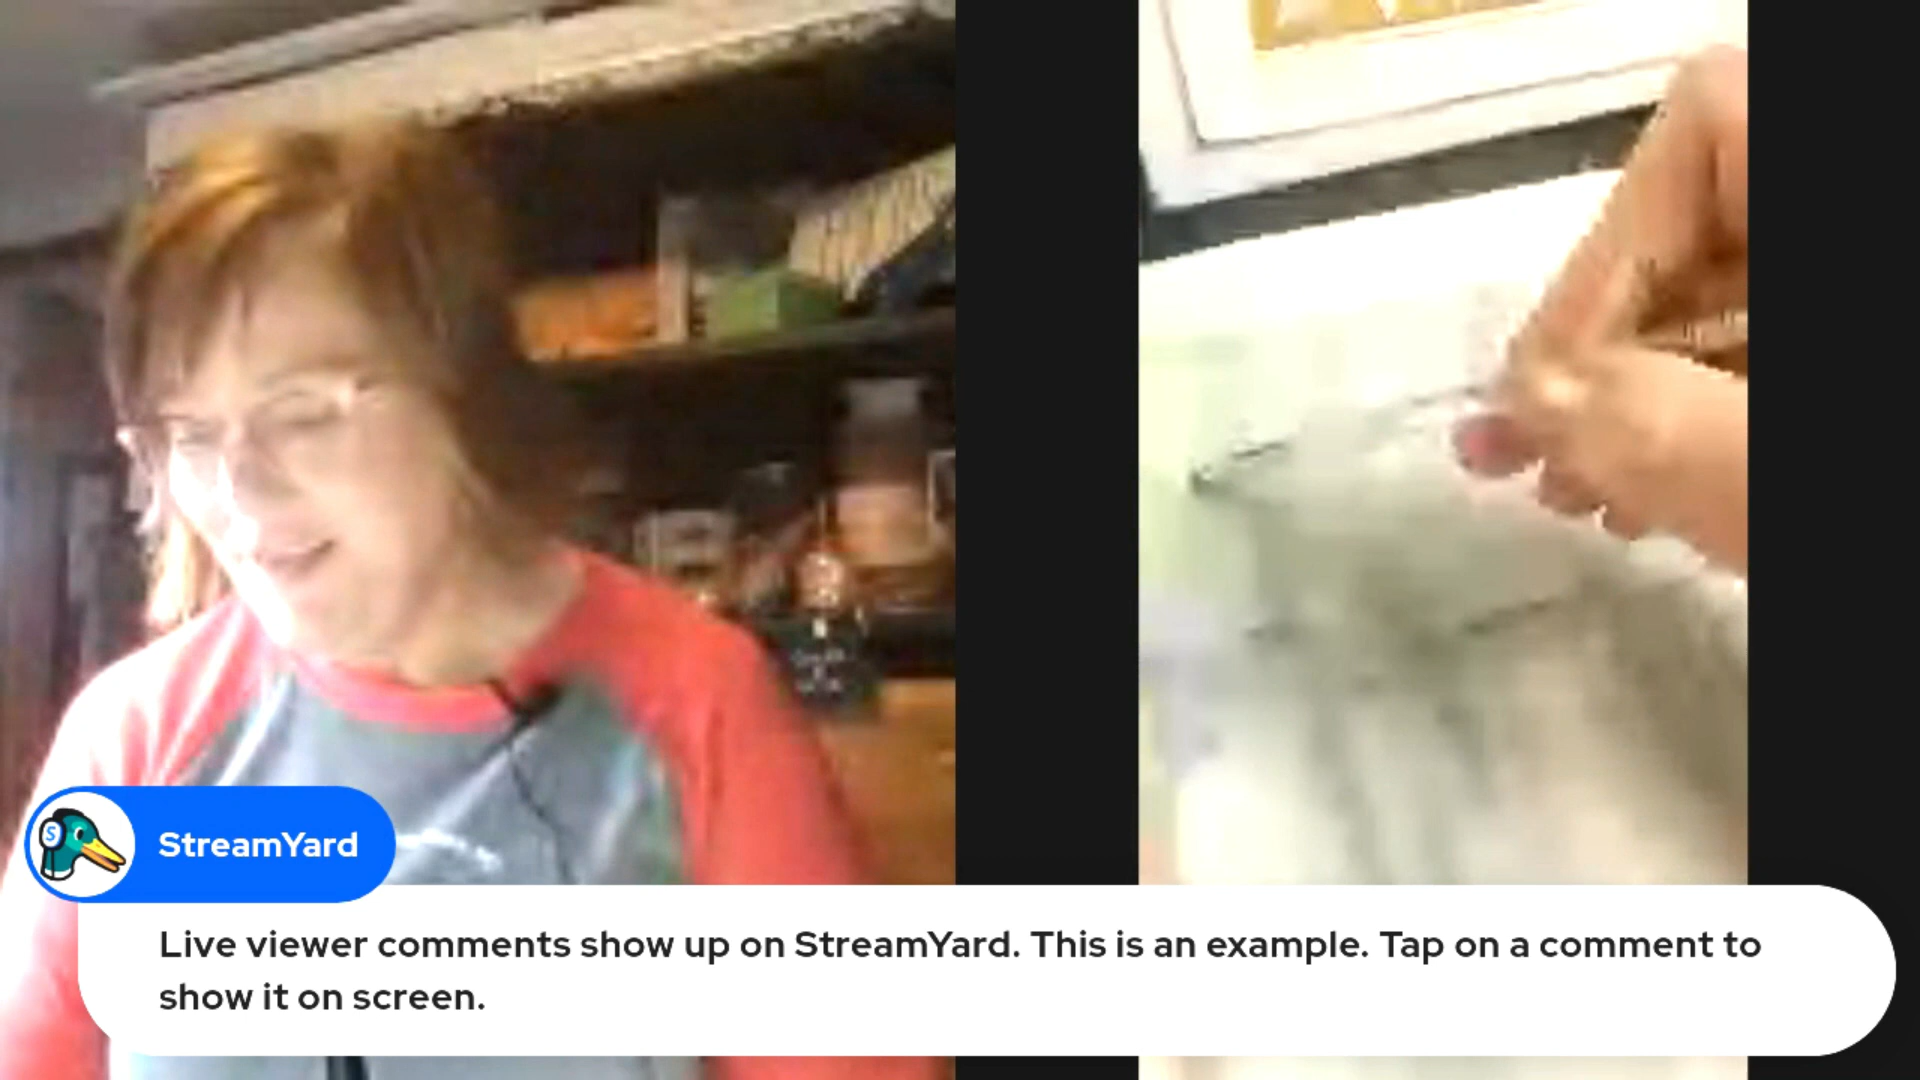 StreamYard
Live viewer comments show up on StreamYard. This is an example. Tap on a comment to
show it on screen.